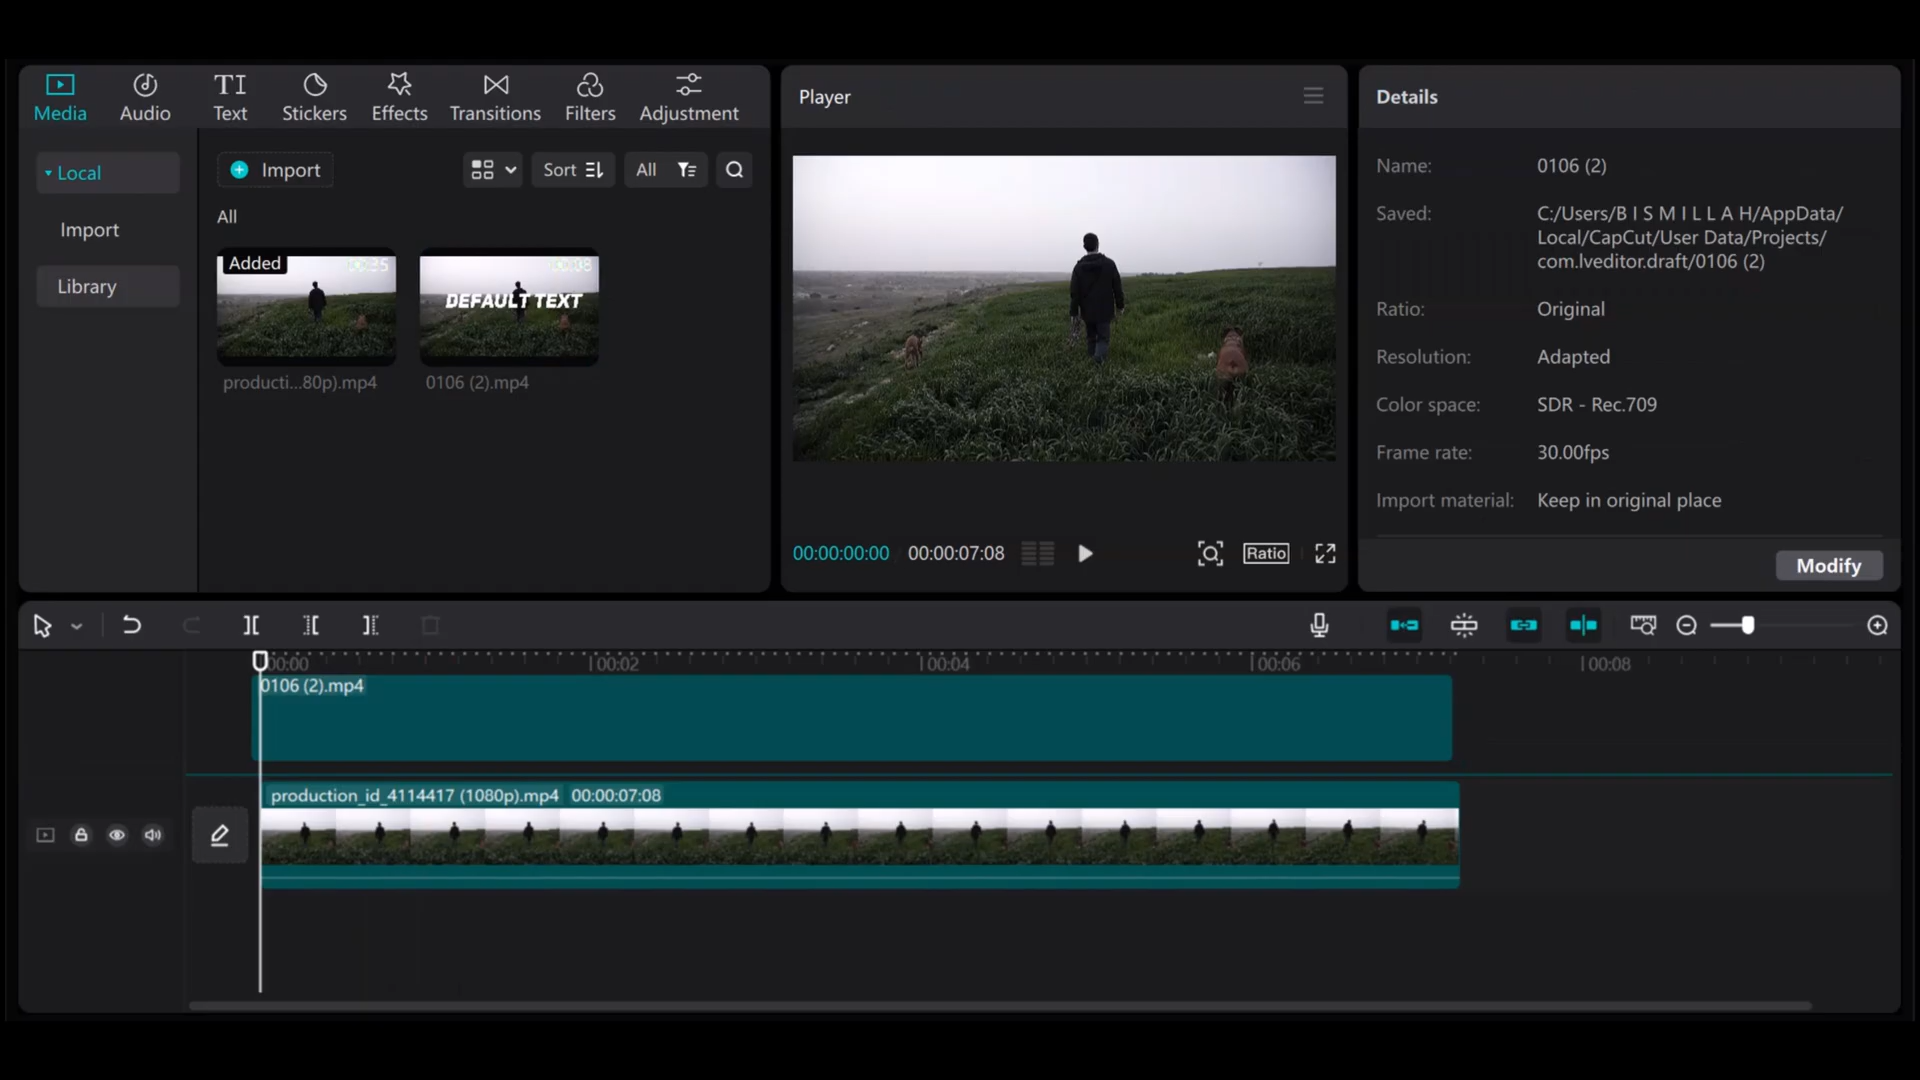 Media
Audio
TI
Text
Stickers
Effects
Transitions
Filters
Adjustment
Local
Import
Library
Import
Sort
All
All
Added
producti...80p).mp4
DEFAULT TEXT
0106 (2).mp4
Player
00:00:00:00
00:00:07:08
Ratio
Details
Name:
0106 (2)
Saved:
C:/Users/B I S M I L L A H/AppData/
Local/CapCut/User Data/Projects/
com.lveditor.draft/0106 (2)
Ratio:
Original
Resolution:
Adapted
Color space:
SDR - Rec.709
Frame rate:
30.00fps
Import material:
Keep in original place
Modify
00:00
00:02
00:04
00:06
00:08
0106 (2).mp4
production_id_4114417 (1080p).mp4 00:00:07:08